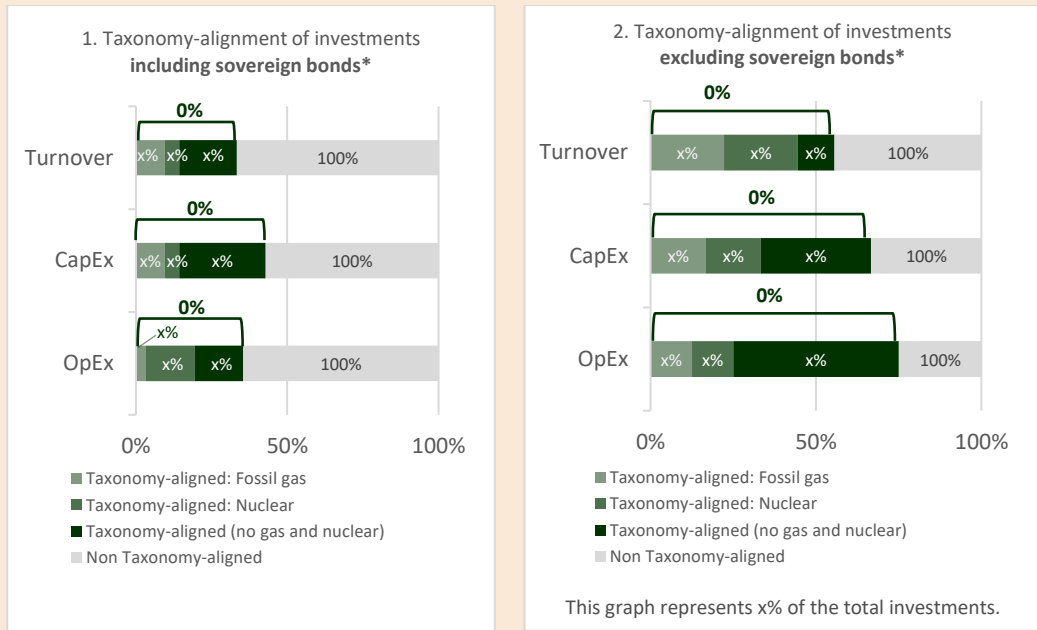 1. Taxonomy-alignment of investments
including sovereign bonds*
0%
Turnover
x%
x%
x%
100%
0%
CapEx
x%
x%
x%
100%
0%
x%
OpEx
x%
x%
100%
0%
50%
100%
Taxonomy-aligned: Fossil gas
Taxonomy-aligned: Nuclear
Taxonomy-aligned (no gas and nuclear)
Non Taxonomy-aligned
2. Taxonomy-alignment of investments
excluding sovereign bonds*
0%
Turnover
x%
x%
x%
100%
0%
CapEx
x%
x%
x%
100%
0%
OpEx
x%
x%
x%
100%
0%
50%
100%
Taxonomy-aligned: Fossil gas
Taxonomy-aligned: Nuclear
Taxonomy-aligned (no gas and nuclear)
Non Taxonomy-aligned
This graph represents x% of the total investments.